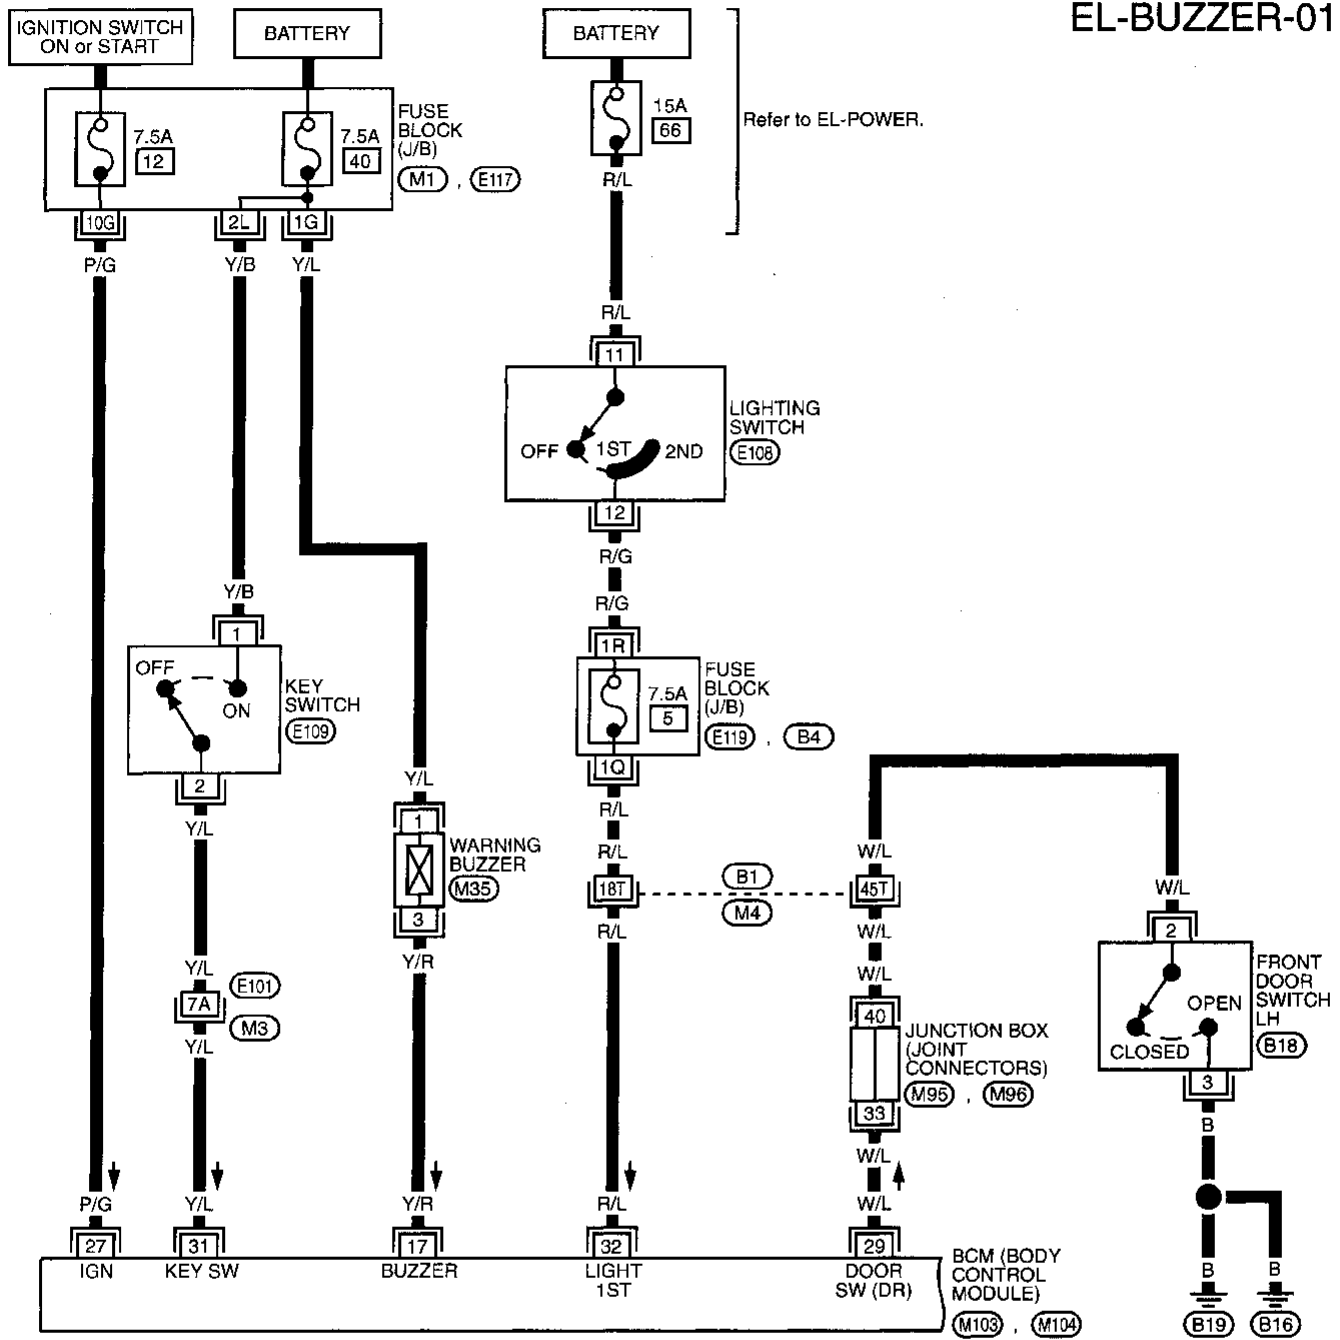 EL-BUZZER-01
IGNITION SWITCH
ON or START
BATTERY
BATTERY
7.5A
12
7.5A
40
FUSE
BLOCK
(J/B)
M1 , E117
15A
66
Refer to EL-POWER.
10G
2L
1G
R/L
P/G
Y/B
Y/L
R/L
11
LIGHTING
SWITCH
E108
OFF
1ST
2ND
12
R/G
Y/B
R/G
1
1R
OFF
ON
KEY
SWITCH
E109
7.5A
5
FUSE
BLOCK
(J/B)
E119 , B4
2
1Q
Y/L
Y/L
R/L
1
WARNING
BUZZER
M35
3
R/L
W/L
18T
B1
M4
45T
W/L
2
R/L
W/L
Y/R
Y/L
E101
7A
M3
Y/L
W/L
40
JUNCTION BOX
(JOINT
CONNECTORS)
M95 , M96
33
FRONT
DOOR
SWITCH
LH
B18
OPEN
CLOSED
3
B
W/L
P/G
Y/L
Y/R
R/L
W/L
27
31
17
32
29
IGN
KEY SW
BUZZER
LIGHT
1ST
DOOR
SW (DR)
BCM (BODY
CONTROL
MODULE)
M103 , M104
B
B
B19
B16